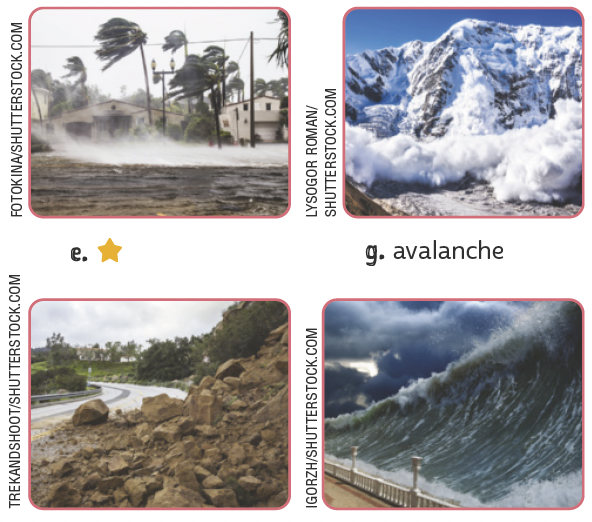 FOTOKINA/SHUTTERSTOCK.COM
LYSOGOR ROMAN/
SHUTTERSTOCK.COM
e.
g. avalanche
TREKANDSHOOT/SHUTTERSTOCK.COM
IGORZH/SHUTTERSTOCK.COM